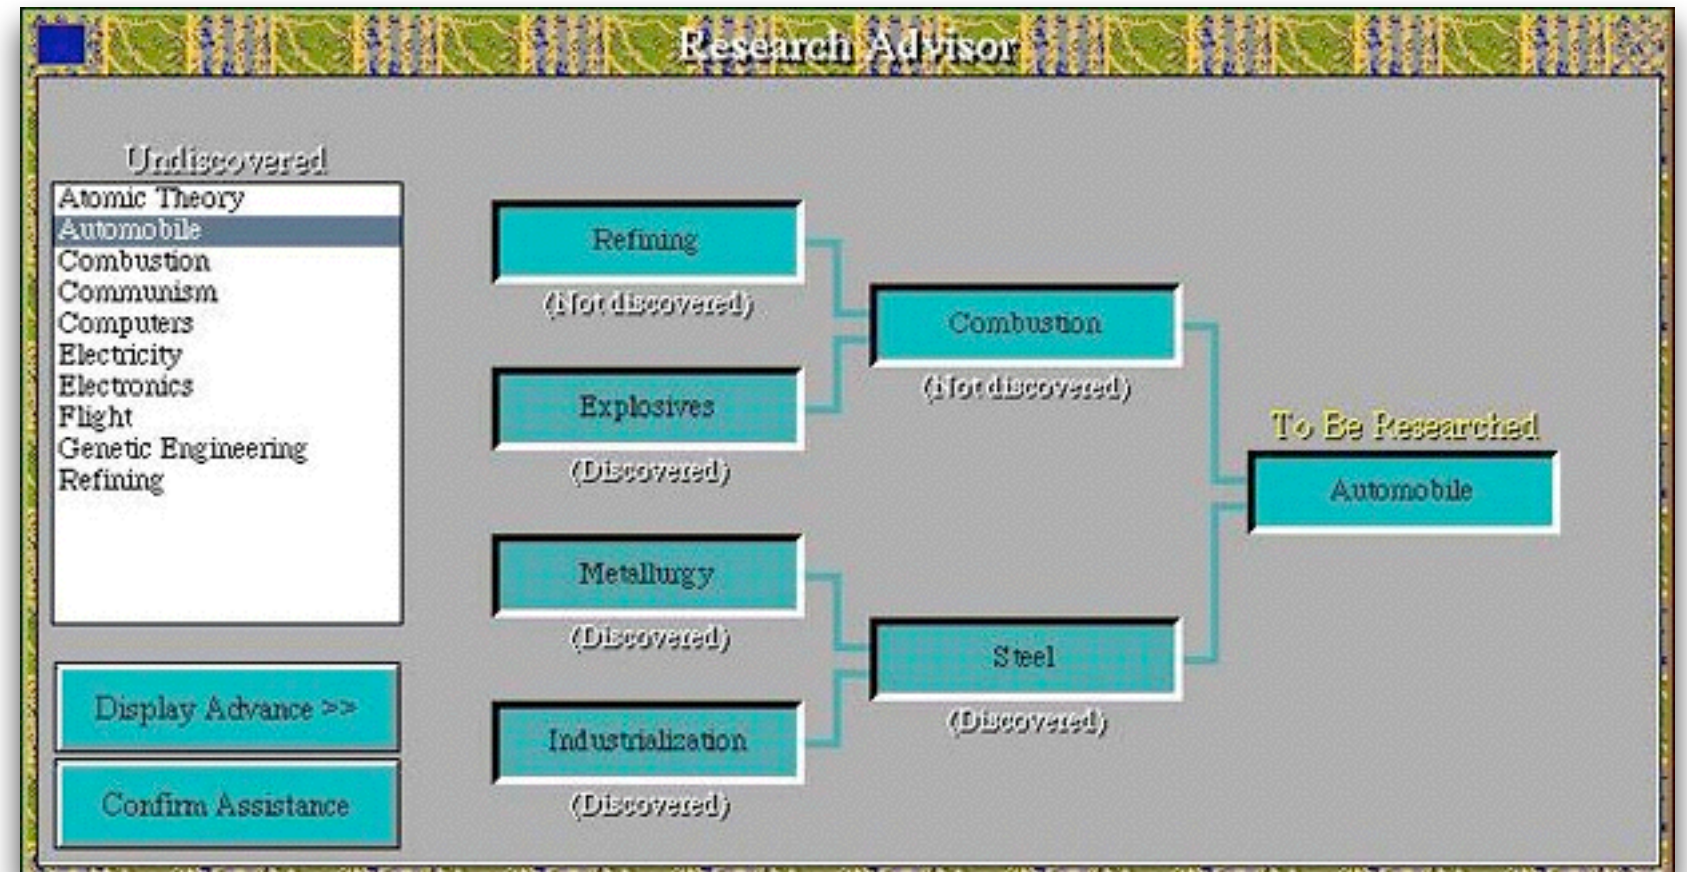 Research Advisor
Undiscovered
Atomic Theory
Automobile
Combustion
Communism
Computers
Electricity
Electronics
Flight
Genetic Engineering
Refining
Display Advance >>
Confirm Assistance
Refining
(Not discovered)
Explosives
(Discovered)
Metallurgy
(Discovered)
Industrialization
(Discovered)
Combustion
(Not discovered)
Steel
(Discovered)
To Be Researched
Automobile